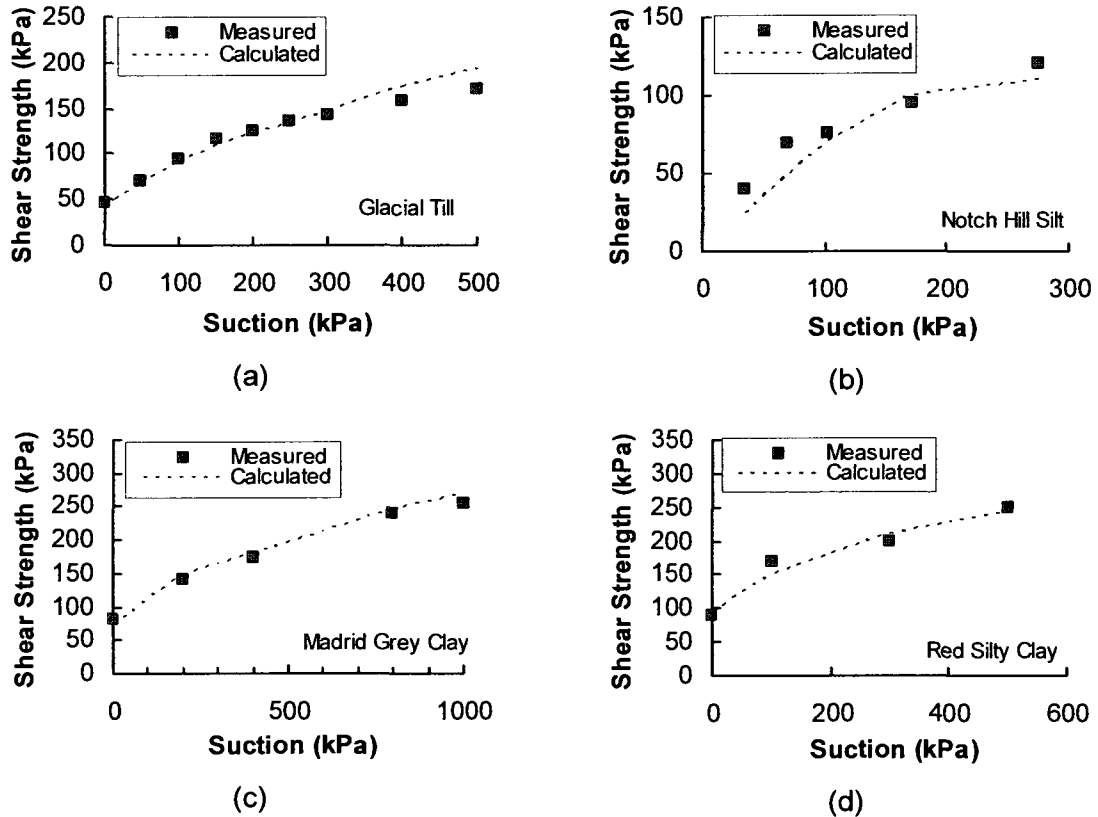 Shear Strength (kPa)
250
200
150
100
50
0
Measured
Calculated
Glacial Till
0 100 200 300 400 500
Suction (kPa)
(a)
Shear Strength (kPa)
150
100
50
0
Measured
Calculated
Notch Hill Silt
0 100 200 300
Suction (kPa)
(b)
Shear Strength (kPa)
350
300
250
200
150
100
50
0
Measured
Calculated
Madrid Grey Clay
0 500 1000
Suction (kPa)
(c)
Shear Strength (kPa)
350
300
250
200
150
100
50
0
Measured
Calculated
Red Silty Clay
0 200 400 600
Suction (kPa)
(d)